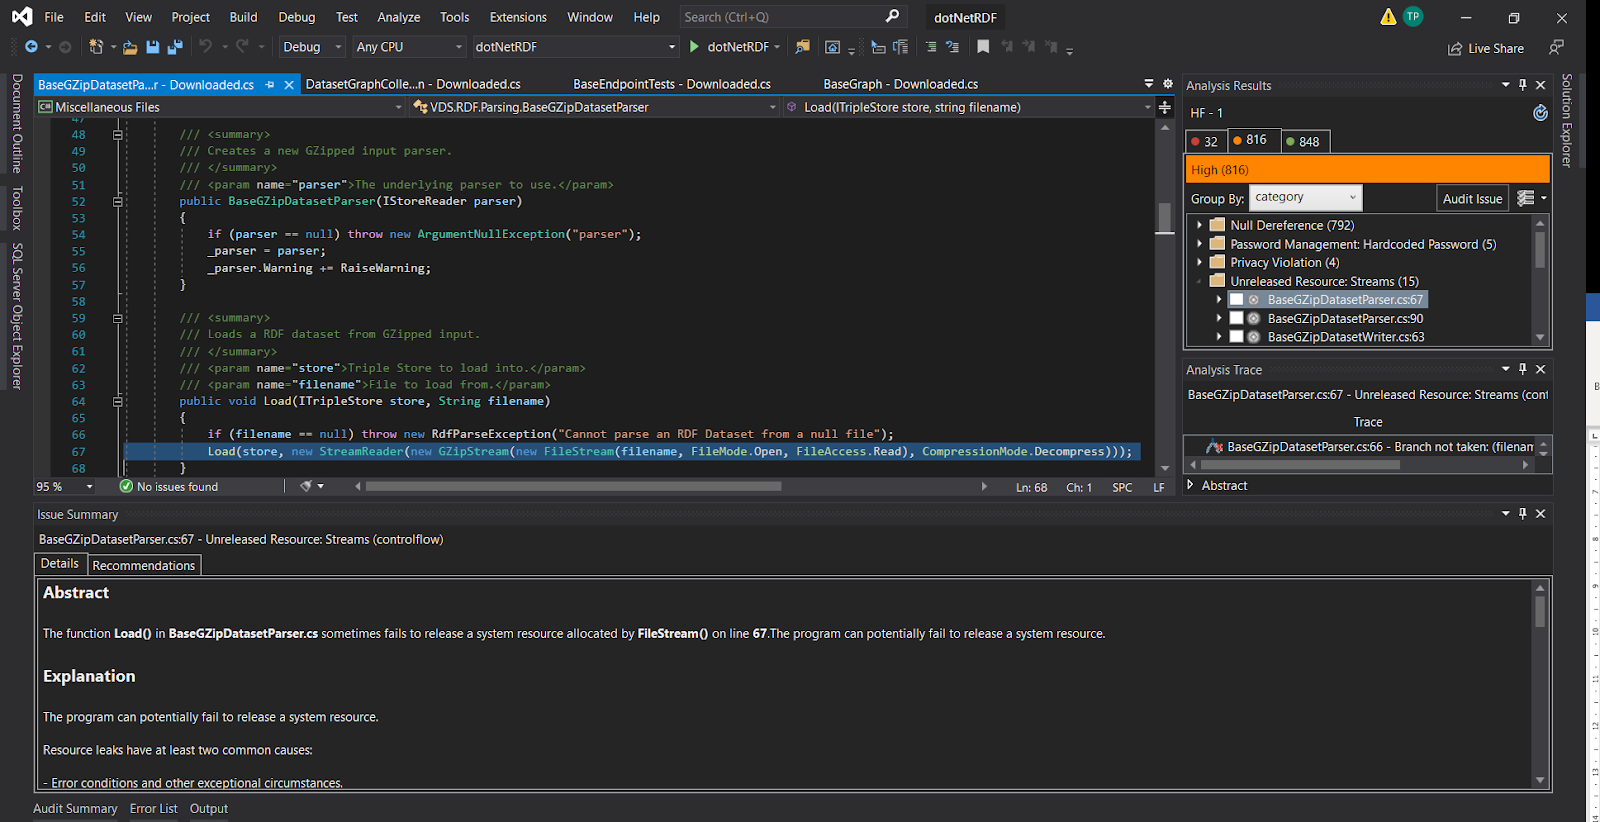 File Edit View Project Build Debug Test Analyze Tools Extensions Window Help Search (Ctrl+Q) dotNetRDF TP
Debug Any CPU dotNetRDF dotNetRDF Live Share
Document Outline
Toolbox
SQL Server Object Explorer
BaseGZipDatasetPa...r - Downloaded.cs DatasetGraphColle...n - Downloaded.cs BaseEndpointTests - Downloaded.cs BaseGraph - Downloaded.cs
Miscellaneous Files VDS.RDF.Parsing.BaseGZipDatasetParser Load(ITripleStore store, string filename)
47
48 /// <summary>
49 /// Creates a new GZipped input parser.
50 /// </summary>
51 /// <param name="parser">The underlying parser to use.</param>
52 public BaseGZipDatasetParser(IStoreReader parser)
53 {
54 if (parser == null) throw new ArgumentNullException("parser");
55 _parser = parser;
56 _parser.Warning += RaiseWarning;
57 }
58
59 /// <summary>
60 /// Loads a RDF dataset from GZipped input.
61 /// </summary>
62 /// <param name="store">Triple Store to load into.</param>
63 /// <param name="filename">File to load from.</param>
64 public void Load(ITripleStore store, String filename)
65 {
66 if (filename == null) throw new RdfParseException("Cannot parse an RDF Dataset from a null file");
67 Load(store, new StreamReader(new GZipStream(new FileStream(filename, FileMode.Open, FileAccess.Read), CompressionMode.Decompress)));
68 }
95 % No issues found Ln: 68 Ch: 1 SPC LF
Analysis Results
HF - 1
32 816 848
High (816)
Group By: category Audit Issue
Null Dereference (792)
Password Management: Hardcoded Password (5)
Privacy Violation (4)
Unreleased Resource: Streams (15)
BaseGZipDatasetParser.cs:67
BaseGZipDatasetParser.cs:90
BaseGZipDatasetWriter.cs:63
Analysis Trace
BaseGZipDatasetParser.cs:67 - Unreleased Resource: Streams (cont
Trace
BaseGZipDatasetParser.cs:66 - Branch not taken: (filenam
Abstract
Solution Explorer
Issue Summary
BaseGZipDatasetParser.cs:67 - Unreleased Resource: Streams (controlflow)
Details Recommendations
Abstract
The function Load() in BaseGZipDatasetParser.cs sometimes fails to release a system resource allocated by FileStream() on line 67.The program can potentially fail to release a system resource.
Explanation
The program can potentially fail to release a system resource.
Resource leaks have at least two common causes:
- Error conditions and other exceptional circumstances.
Audit Summary Error List Output